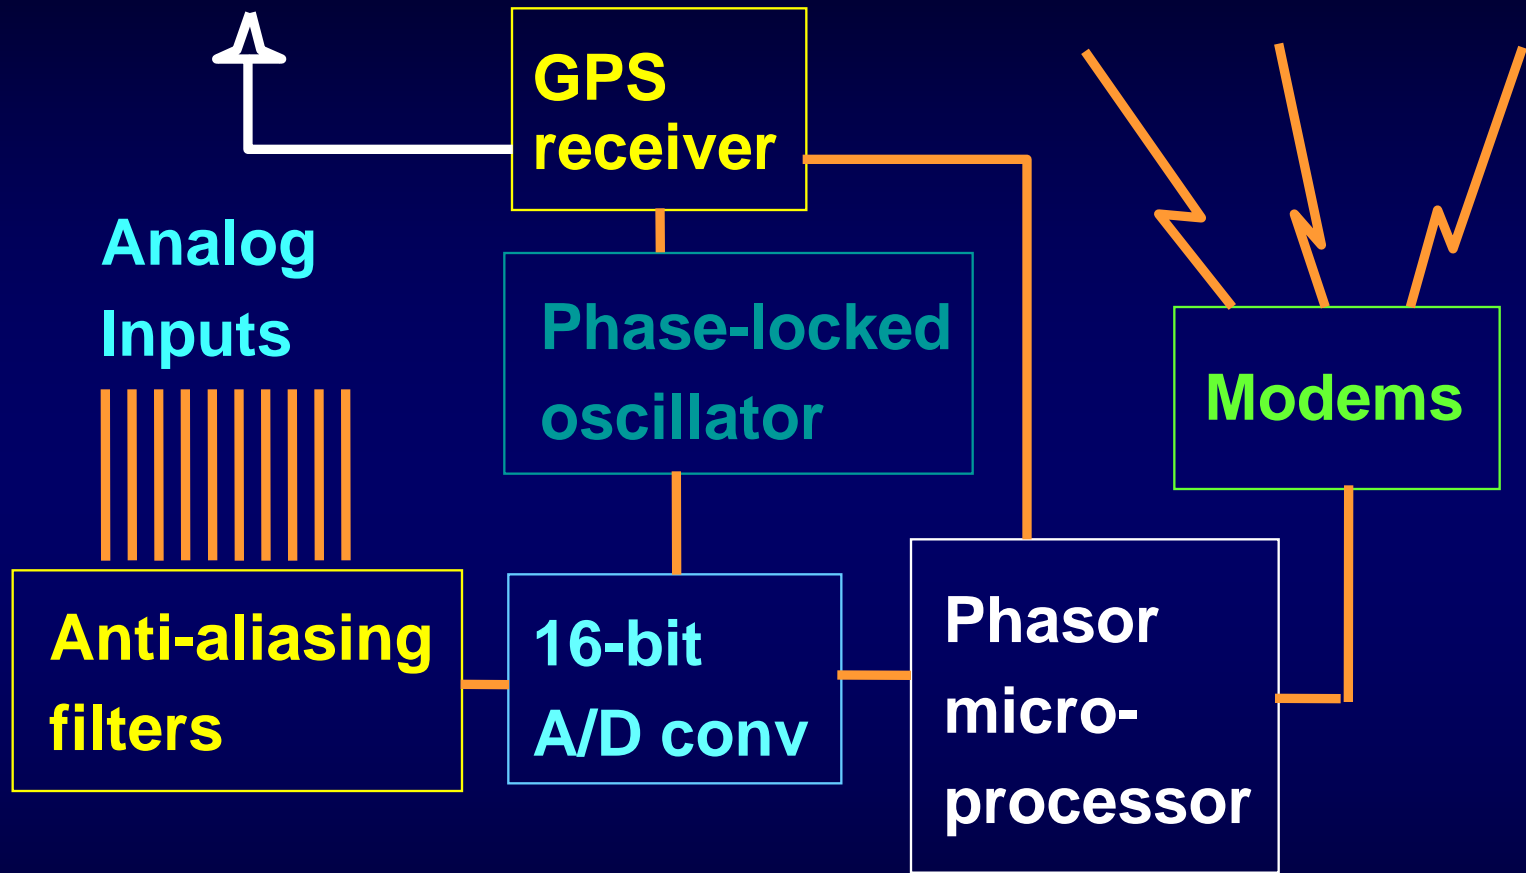 GPS
receiver
Analog
Inputs
Phase-locked
oscillator
Modems
Anti-aliasing
filters
16-bit
A/D conv
Phasor
micro-
processor